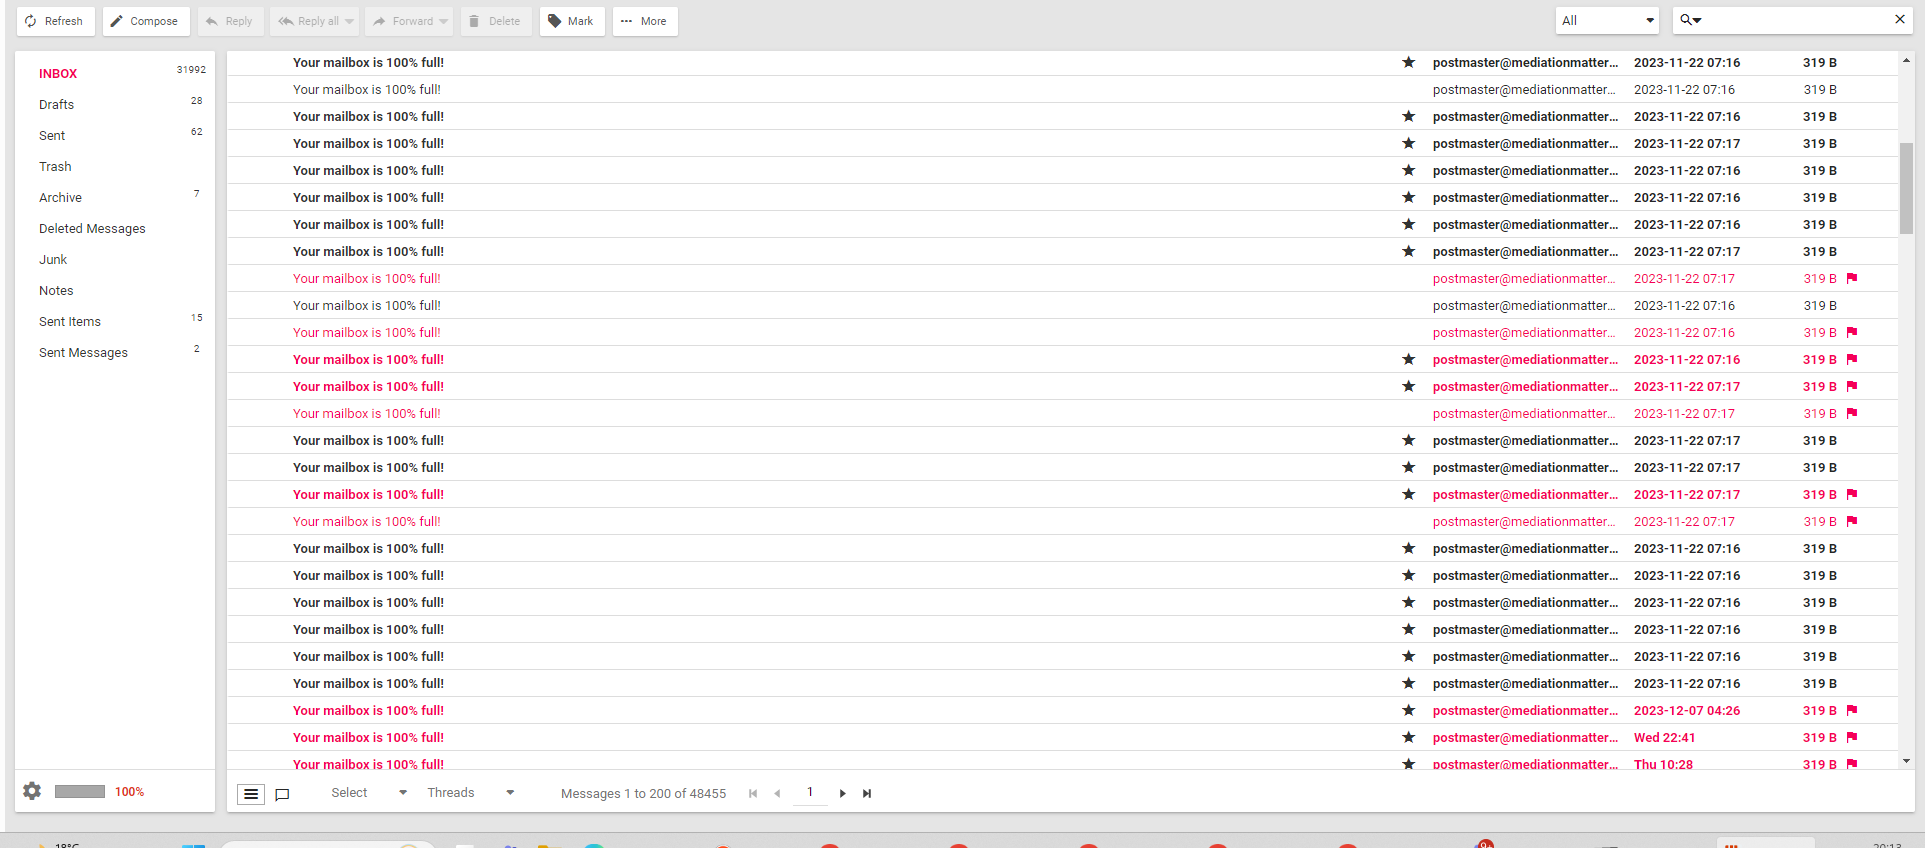 Refresh Compose Reply Reply all Forward Delete Mark More All
INBOX 31992
Drafts 28
Sent 62
Trash
Archive 7
Deleted Messages
Junk
Notes
Sent Items 15
Sent Messages 2
100%
Your mailbox is 100% full! postmaster@mediationmatter... 2023-11-22 07:16 319 B
Your mailbox is 100% full! postmaster@mediationmatter... 2023-11-22 07:16 319 B
Your mailbox is 100% full! postmaster@mediationmatter... 2023-11-22 07:16 319 B
Your mailbox is 100% full! postmaster@mediationmatter... 2023-11-22 07:17 319 B
Your mailbox is 100% full! postmaster@mediationmatter... 2023-11-22 07:16 319 B
Your mailbox is 100% full! postmaster@mediationmatter... 2023-11-22 07:16 319 B
Your mailbox is 100% full! postmaster@mediationmatter... 2023-11-22 07:16 319 B
Your mailbox is 100% full! postmaster@mediationmatter... 2023-11-22 07:17 319 B
Your mailbox is 100% full! postmaster@mediationmatter... 2023-11-22 07:17 319 B
Your mailbox is 100% full! postmaster@mediationmatter... 2023-11-22 07:16 319 B
Your mailbox is 100% full! postmaster@mediationmatter... 2023-11-22 07:16 319 B
Your mailbox is 100% full! postmaster@mediationmatter... 2023-11-22 07:16 319 B
Your mailbox is 100% full! postmaster@mediationmatter... 2023-11-22 07:17 319 B
Your mailbox is 100% full! postmaster@mediationmatter... 2023-11-22 07:17 319 B
Your mailbox is 100% full! postmaster@mediationmatter... 2023-11-22 07:17 319 B
Your mailbox is 100% full! postmaster@mediationmatter... 2023-11-22 07:17 319 B
Your mailbox is 100% full! postmaster@mediationmatter... 2023-11-22 07:17 319 B
Your mailbox is 100% full! postmaster@mediationmatter... 2023-11-22 07:17 319 B
Your mailbox is 100% full! postmaster@mediationmatter... 2023-11-22 07:16 319 B
Your mailbox is 100% full! postmaster@mediationmatter... 2023-11-22 07:16 319 B
Your mailbox is 100% full! postmaster@mediationmatter... 2023-11-22 07:16 319 B
Your mailbox is 100% full! postmaster@mediationmatter... 2023-11-22 07:16 319 B
Your mailbox is 100% full! postmaster@mediationmatter... 2023-11-22 07:16 319 B
Your mailbox is 100% full! postmaster@mediationmatter... 2023-11-22 07:16 319 B
Your mailbox is 100% full! postmaster@mediationmatter... 2023-12-07 04:26 319 B
Your mailbox is 100% full! postmaster@mediationmatter... Wed 22:41 319 B
Your mailbox is 100% full! postmaster@mediationmatter... Thu 10:28 319 B
Select Threads Messages 1 to 200 of 48455 1
18°C